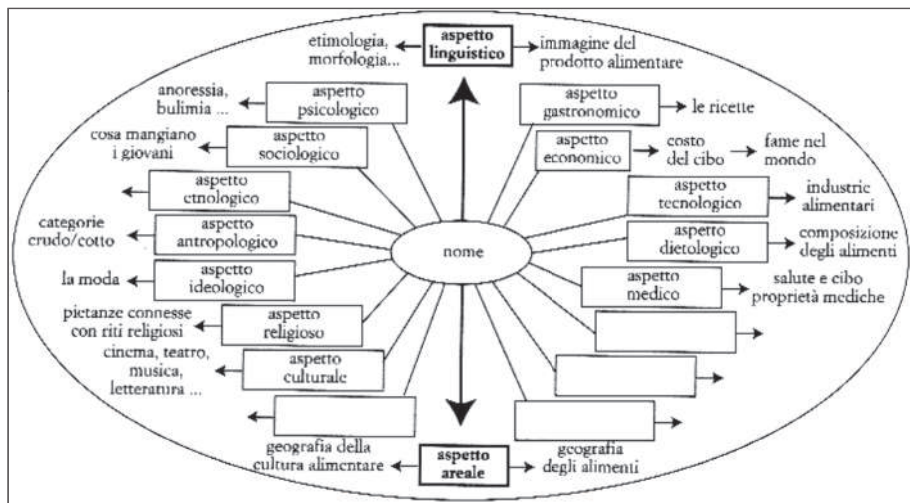 etimologia,
morfologia...
aspetto
linguistico
immagine del
prodotto alimentare
anoressia,
bulimia ...
aspetto
psicologico
aspetto
gastronomico
le ricette
cosa mangiano
i giovani
aspetto
sociologico
aspetto
economico
costo
del cibo
fame nel
mondo
aspetto
etnologico
aspetto
tecnologico
industrie
alimentari
categorie
crudo/cotto
aspetto
antropologico
nome
aspetto
dietologico
composizione
degli alimenti
la moda
aspetto
ideologico
aspetto
medico
salute e cibo
proprietà mediche
pietanze connesse
con riti religiosi
aspetto
religioso
cinema, teatro,
musica,
letteratura ...
aspetto
culturale
geografia della
cultura alimentare
aspetto
areale
geografia
degli alimenti